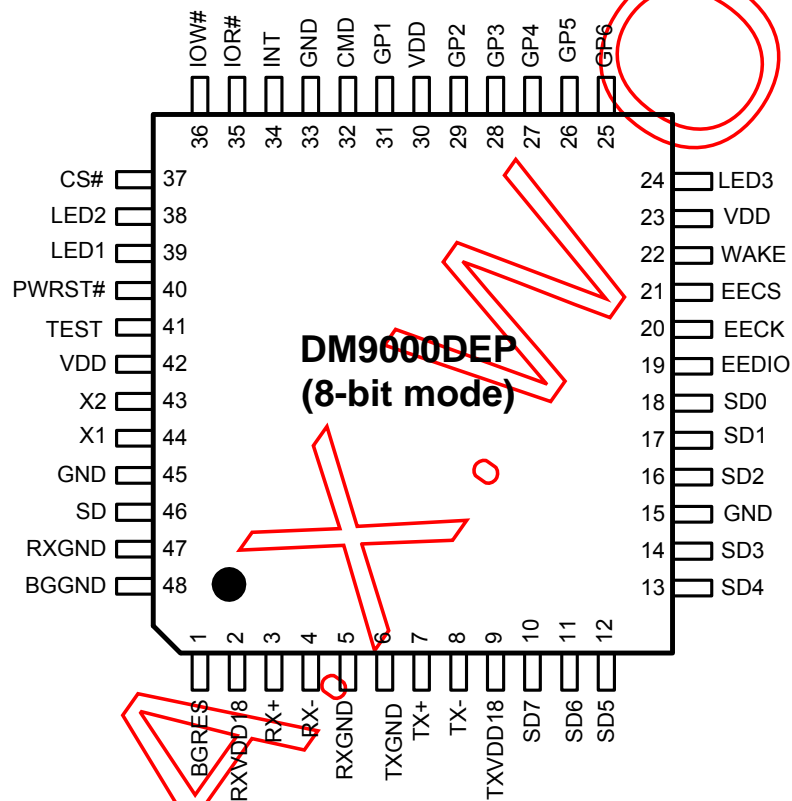 IOW# IOR# INT GND CMD GP1 VDD GP2 GP3 GP4 GP5 GP6
36 35 34 33 32 31 30 29 28 27 26 25
CS# 37 24 LED3
LED2 38 23 VDD
LED1 39 22 WAKE
PWRST# 40 21 EECS
TEST 41 20 EECK
DM9000DEP
VDD 42 19 EEDIO
(8-bit mode)
X2 43 18 SD0
X1 44 17 SD1
GND 45 16 SD2
SD 46 15 GND
RXGND 47 14 SD3
BGGND 48 13 SD4
1 2 3 4 5 6 7 8 9 10 11 12
BGRES RXVDD18 RX+ RX- RXGND TXGND TX+ TX- TXVDD18 SD7 SD6 SD5